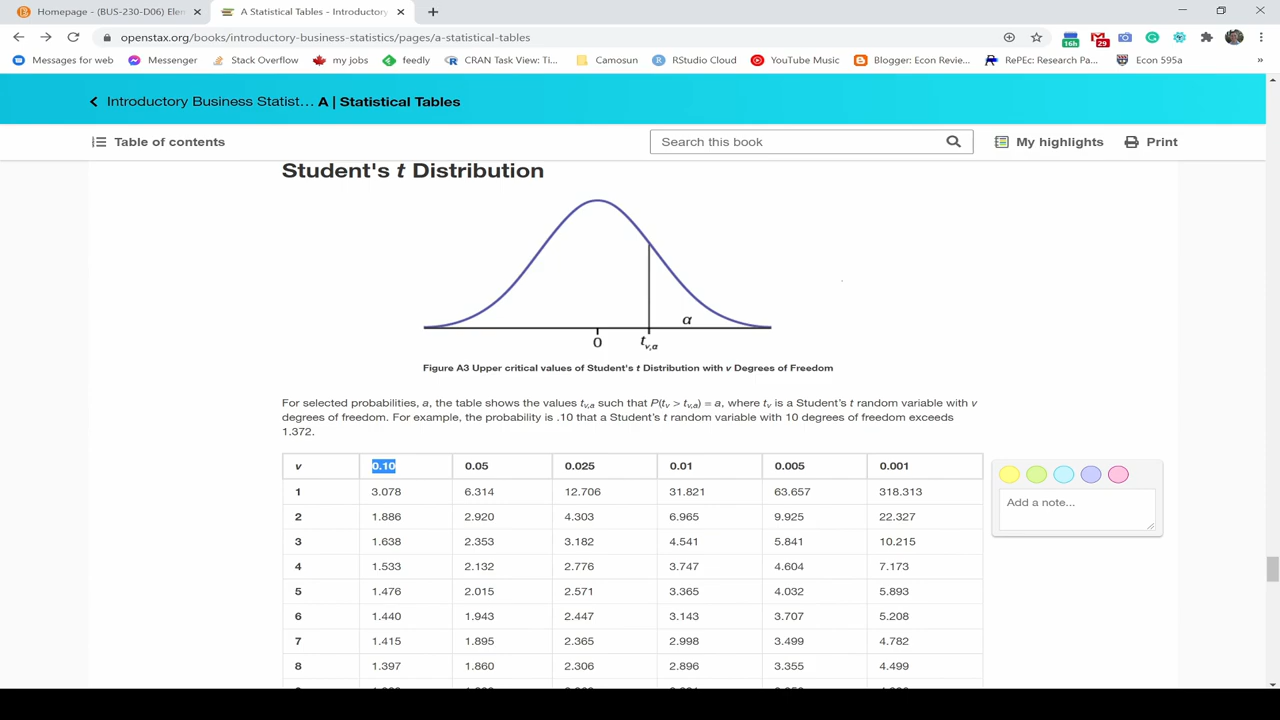 Homepage - (BUS-230-D06) Elen
A Statistical Tables - Introductory
openstax.org/books/introductory-business-statistics/pages/a-statistical-tables
16h
29
Messages for web
Messenger
Stack Overflow
my jobs
feedly
CRAN Task View: Ti...
Camosun
RStudio Cloud
YouTube Music
Blogger: Econ Revie...
RePEc: Research Pa...
Econ 595a
»
Introductory Business Statist... A | Statistical Tables
Table of contents
Search this book
My highlights
Print
Student's t Distribution
α
0
tν,α
Figure A3 Upper critical values of Student's t Distribution with v Degrees of Freedom
For selected probabilities, a, the table shows the values tv,a such that P(tv > tv,a) = a, where tv is a Student's t random variable with v
degrees of freedom. For example, the probability is .10 that a Student's t random variable with 10 degrees of freedom exceeds
1.372.
v 0.10 0.05 0.025 0.01 0.005 0.001
1 3.078 6.314 12.706 31.821 63.657 318.313
2 1.886 2.920 4.303 6.965 9.925 22.327
3 1.638 2.353 3.182 4.541 5.841 10.215
4 1.533 2.132 2.776 3.747 4.604 7.173
5 1.476 2.015 2.571 3.365 4.032 5.893
6 1.440 1.943 2.447 3.143 3.707 5.208
7 1.415 1.895 2.365 2.998 3.499 4.782
8 1.397 1.860 2.306 2.896 3.355 4.499
Add a note...